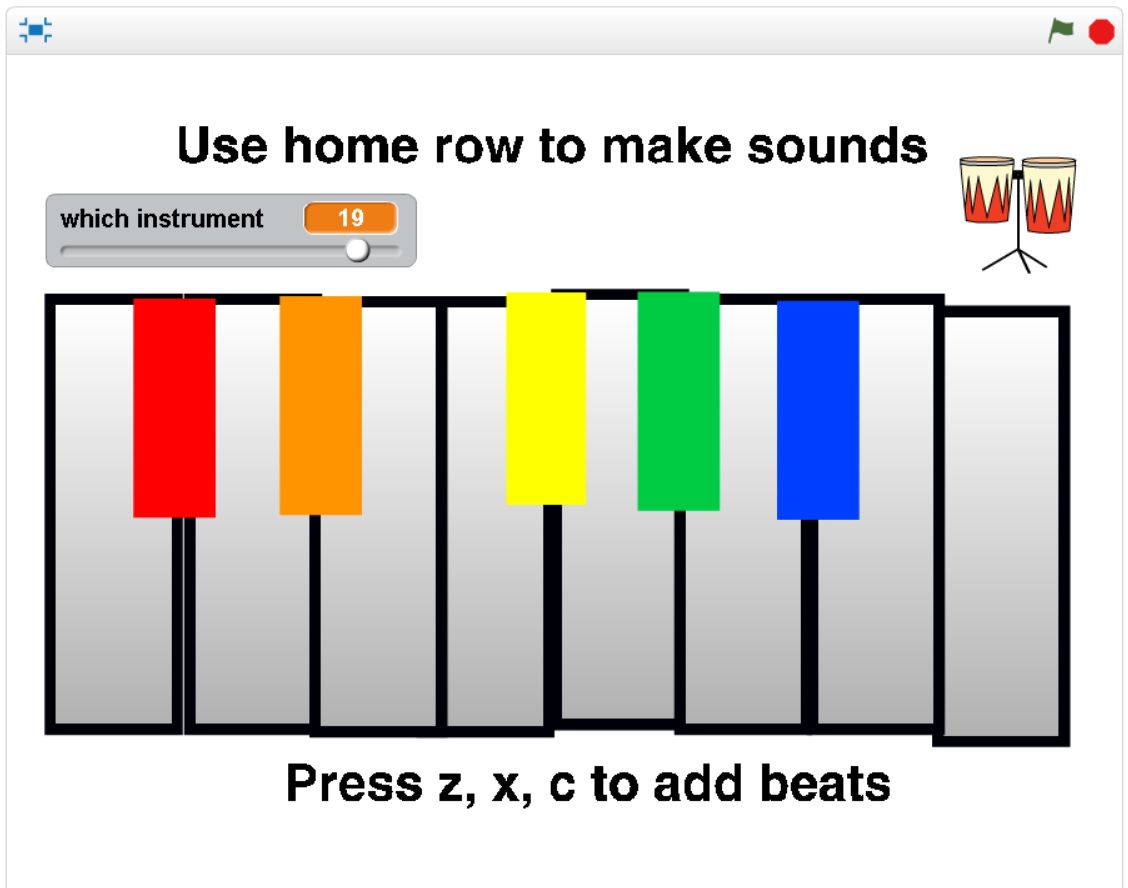 Use home row to make sounds
which instrument 19
Press z, x, c to add beats